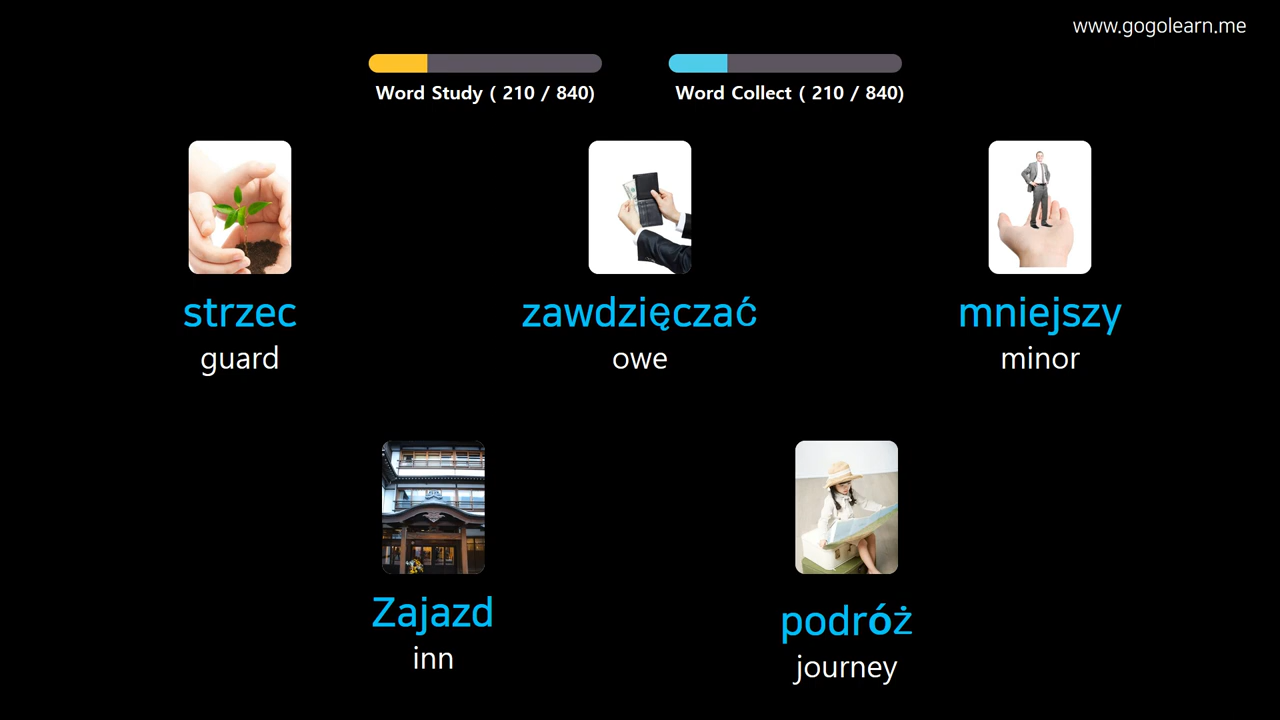 www.gogolearn.me
Word Study ( 210 / 840)
Word Collect ( 210 / 840)
strzec
guard
zawdzięczać
owe
mniejszy
minor
Zajazd
inn
podróż
journey